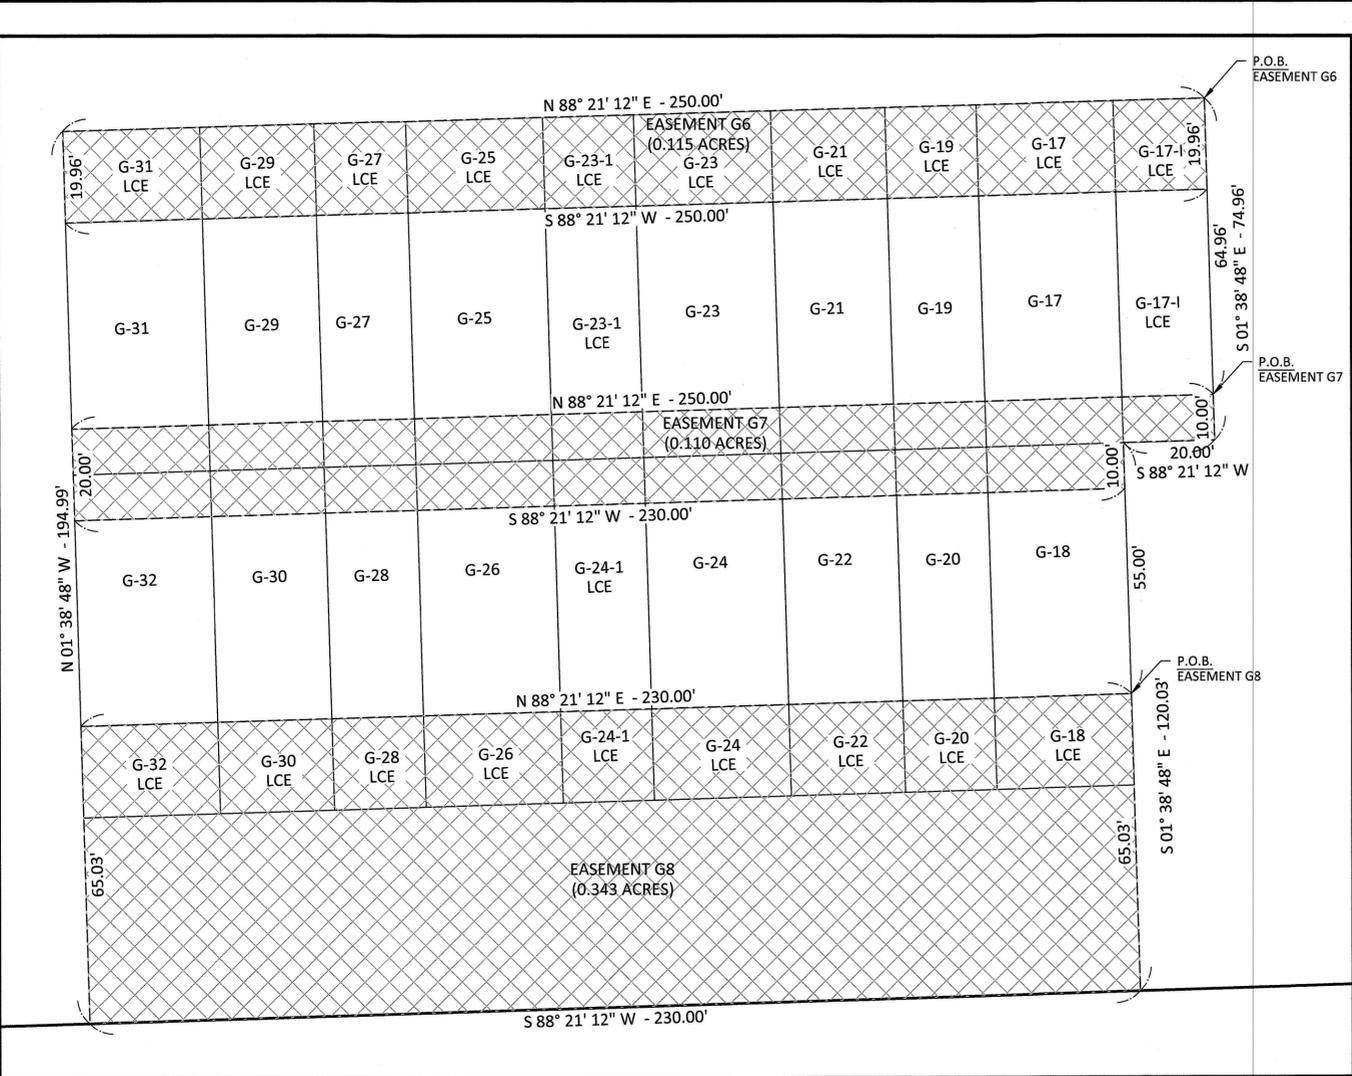 P.O.B.
EASEMENT G6
N 88° 21' 12" E - 250.00'
EASEMENT G6
(0.115 ACRES)
19.96'
G-31
LCE
G-29
LCE
G-27
LCE
G-25
LCE
G-23-1
LCE
G-23
LCE
G-21
LCE
G-19
LCE
G-17
LCE
G-17-I
LCE
19.96'
S 88° 21' 12" W - 250.00'
64.96'
S 01° 38' 48" E - 74.96'
G-31
G-29
G-27
G-25
G-23-1
LCE
G-23
G-21
G-19
G-17
G-17-I
LCE
P.O.B.
EASEMENT G7
N 88° 21' 12" E - 250.00'
EASEMENT G7
(0.110 ACRES)
10.00'
20.00'
S 88° 21' 12" W
10.00'
20.00'
S 88° 21' 12" W - 230.00'
N 01° 38' 48" W - 194.99'
G-32
G-30
G-28
G-26
G-24-1
LCE
G-24
G-22
G-20
G-18
55.00'
P.O.B.
EASEMENT G8
N 88° 21' 12" E - 230.00'
G-32
LCE
G-30
LCE
G-28
LCE
G-26
LCE
G-24-1
LCE
G-24
LCE
G-22
LCE
G-20
LCE
G-18
LCE
S 01° 38' 48" E - 120.03'
65.03'
65.03'
EASEMENT G8
(0.343 ACRES)
S 88° 21' 12" W - 230.00'